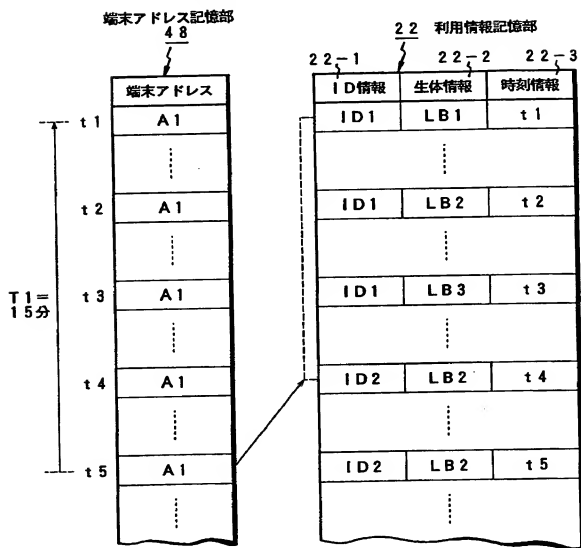 端末アドレス記憶部
48
22 利用情報記憶部
22-1 22-2 22-3
端末アドレス
ID情報 生体情報 時刻情報
t1 A1 ID1 LB1 t1
t2 A1 ID1 LB2 t2
t3 A1 ID1 LB3 t3
T1=
15分
t4 A1 ID2 LB2 t4
t5 A1 ID2 LB2 t5